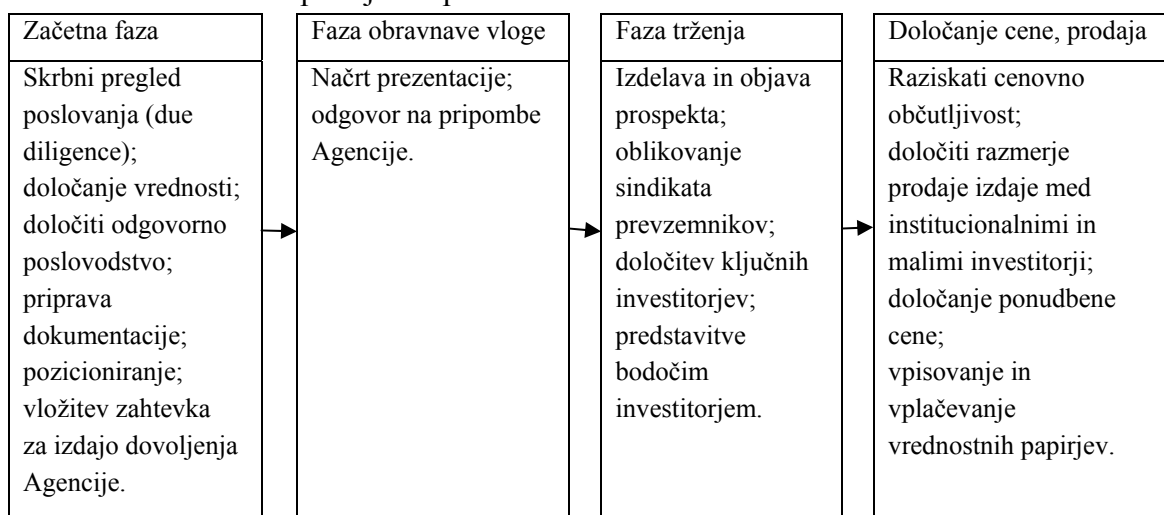 Začetna faza
Skrbni pregled
poslovanja (due
diligence);
določanje vrednosti;
določiti odgovorno
poslovodstvo;
priprava
dokumentacije;
pozicioniranje;
vložitev zahtevka
za izdajo dovoljenja
Agencije.
Faza obravnave vloge
Načrt prezentacije;
odgovor na pripombe
Agencije.
Faza trženja
Izdelava in objava
prospekta;
oblikovanje
sindikata
prevzemnikov;
določitev ključnih
investitorjev;
predstavitve
bodočim
investitorjem.
Določanje cene, prodaja
Raziskati cenovno
občutljivost;
določiti razmerje
prodaje izdaje med
institucionalnimi in
malimi investitorji;
določanje ponudbene
cene;
vpisovanje in
vplačevanje
vrednostnih papirjev.